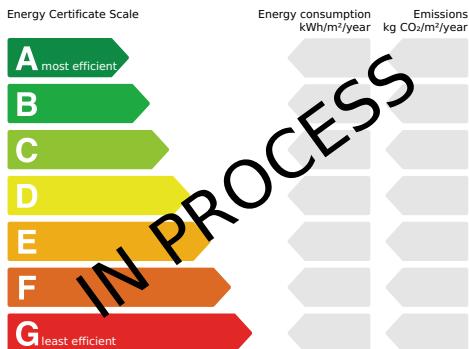 Energy Certificate Scale
Energy consumption
kWh/m²/year
Emissions
kg CO₂/m²/year
A most efficient
B
C
D
E
F
G least efficient
IN PROCESS